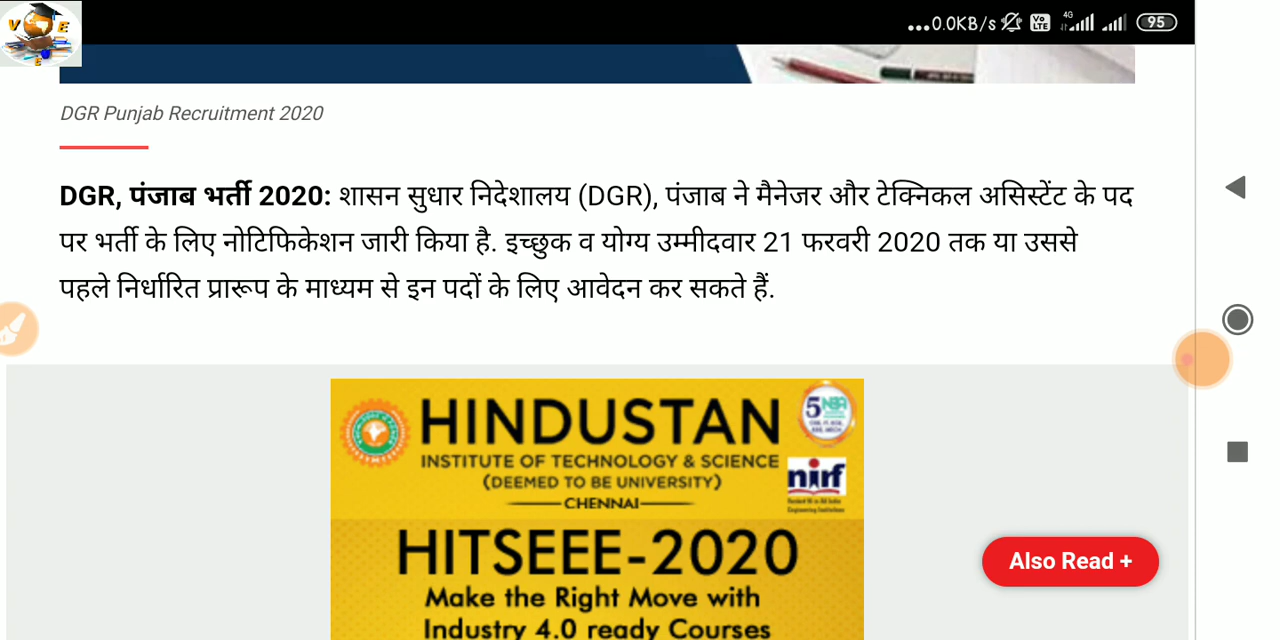 V E E
...0.0KB/s Vo LTE 4G 95
DGR Punjab Recruitment 2020
DGR, पंजाब भर्ती 2020: शासन सुधार निदेशालय (DGR), पंजाब ने मैनेजर और टेक्निकल असिस्टेंट के पद
पर भर्ती के लिए नोटिफिकेशन जारी किया है. इच्छुक व योग्य उम्मीदवार 21 फरवरी 2020 तक या उससे
पहले निर्धारित प्रारूप के माध्यम से इन पदों के लिए आवेदन कर सकते हैं.
HINDUSTAN
INSTITUTE OF TECHNOLOGY & SCIENCE
(DEEMED TO BE UNIVERSITY)
CHENNAI
5 NBA
nirf
HITSEEE-2020
Make the Right Move with
Industry 4.0 ready Courses
Also Read +